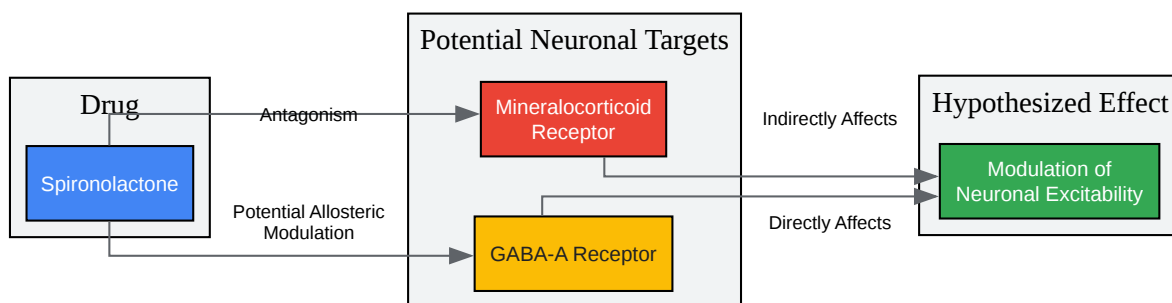 Drug
Spironolactone
Antagonism
Potential Allosteric
Modulation
Potential Neuronal Targets
Mineralocorticoid
Receptor
GABA-A Receptor
Indirectly Affects
Directly Affects
Hypothesized Effect
Modulation of
Neuronal Excitability